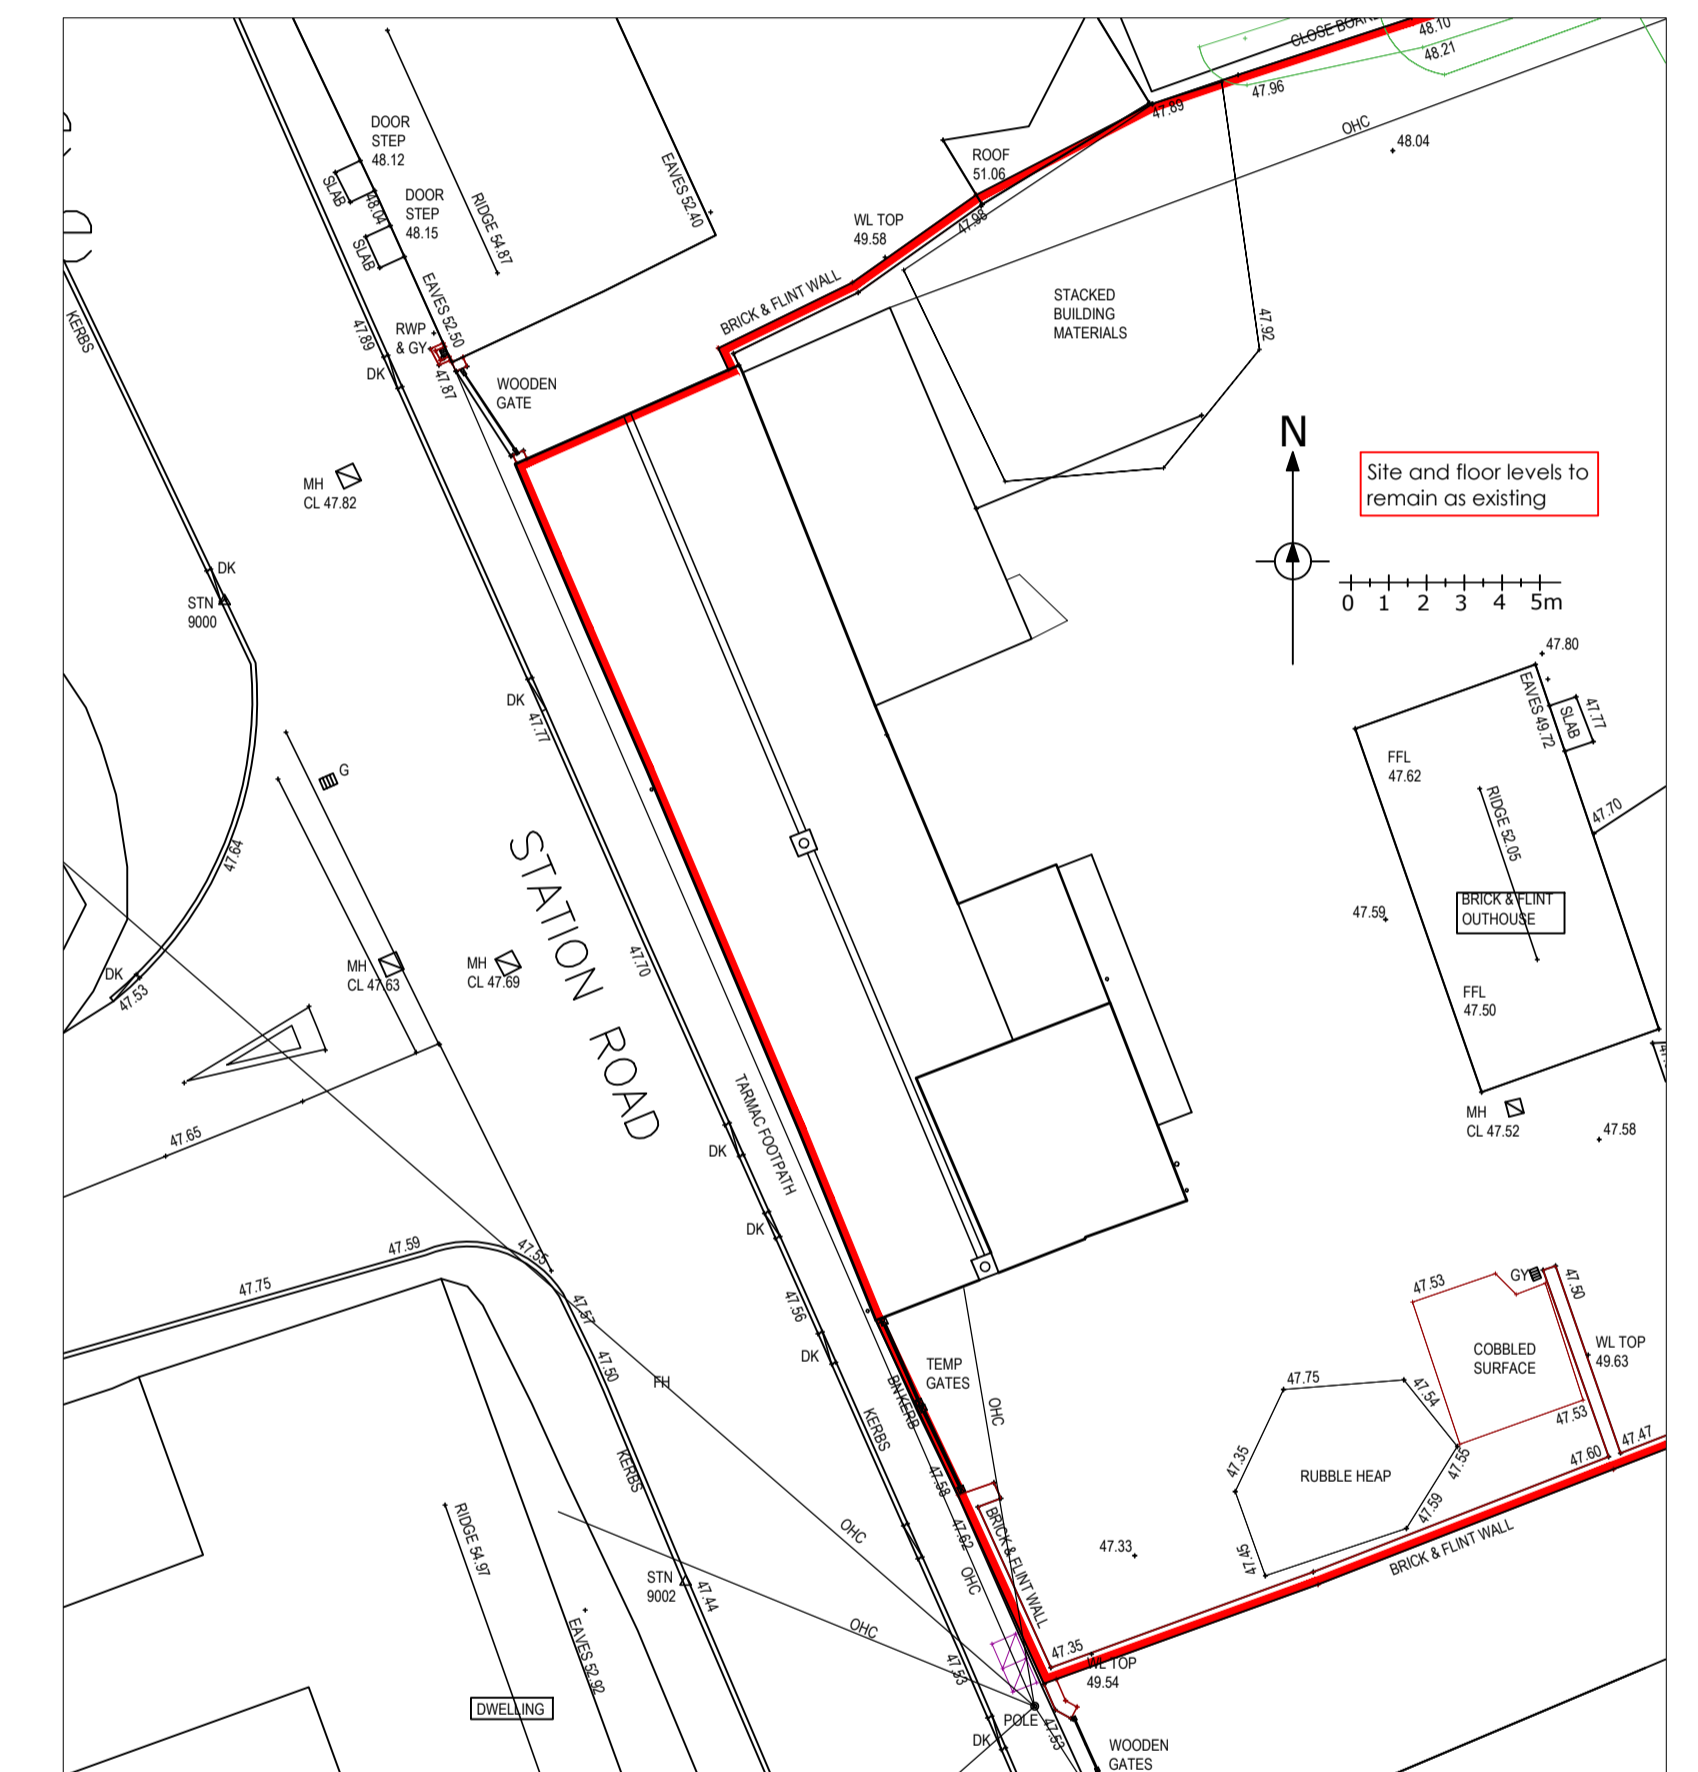 CLOSE BOAR
48.10
48.21
47.96
47.89
OHC
48.04
DOOR
STEP
48.12
SLAB
48.04
DOOR
STEP
48.15
SLAB
RIDGE 54.87
EAVES 52.40
ROOF
51.06
47.98
WL TOP
49.58
BRICK & FLINT WALL
STACKED
BUILDING
MATERIALS
47.92
KERBS
47.89
DK
EAVES 52.50
RWP
& GY
47.87
WOODEN
GATE
N
Site and floor levels to
remain as existing
0 1 2 3 4 5m
MH
CL 47.82
DK
STN
9000
DK
47.77
G
47.64
STATION ROAD
47.80
EAVES 49.72
SLAB
47.77
FFL
47.62
RIDGE 52.05
47.70
47.59
BRICK & FLINT
OUTHOUSE
FFL
47.50
MH
CL 47.52
47.58
DK
47.53
MH
CL 47.63
MH
CL 47.69
47.70
TARMAC FOOTPATH
DK
47.65
DK
47.59
47.55
47.75
47.57
47.56
DK
47.50
FH
KERBS
KERBS
BN KERB
TEMP
GATES
OHC
47.58
47.62
OHC
BRICK & FLINT WALL
GY
47.50
47.53
COBBLED
SURFACE
WL TOP
49.63
47.53
47.75
47.54
47.35
RUBBLE HEAP
47.55
47.59
47.45
47.60
47.47
BRICK & FLINT WALL
47.33
RIDGE 54.97
STN
9002
47.44
OHC
OHC
EAVES 52.92
DWELLING
47.53
47.35
WL TOP
49.54
POLE
47.53
DK
WOODEN
GATES